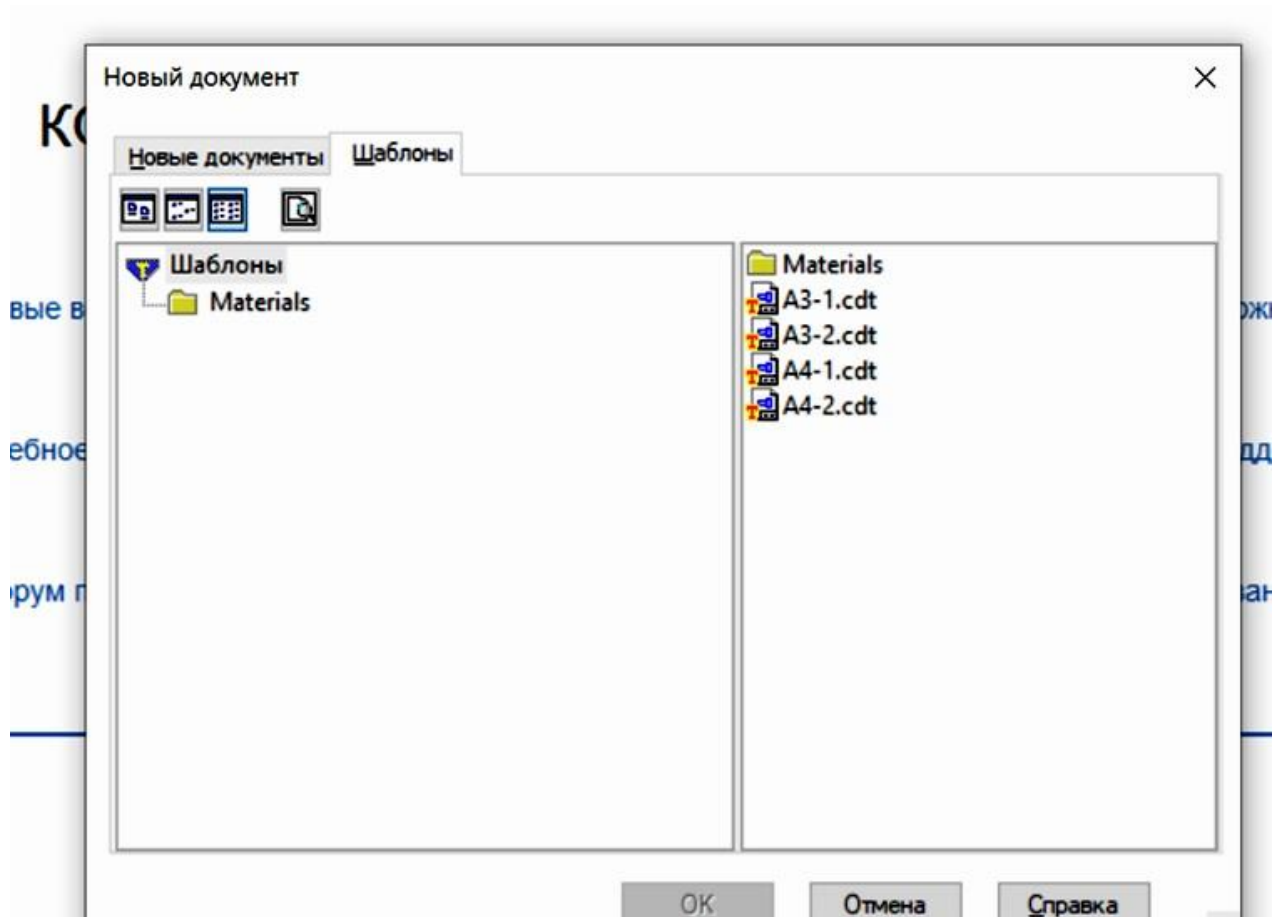 Новый документ
Новые документы Шаблоны
Шаблоны
Materials
Materials
A3-1.cdt
A3-2.cdt
A4-1.cdt
A4-2.cdt
ОК Отмена Справка